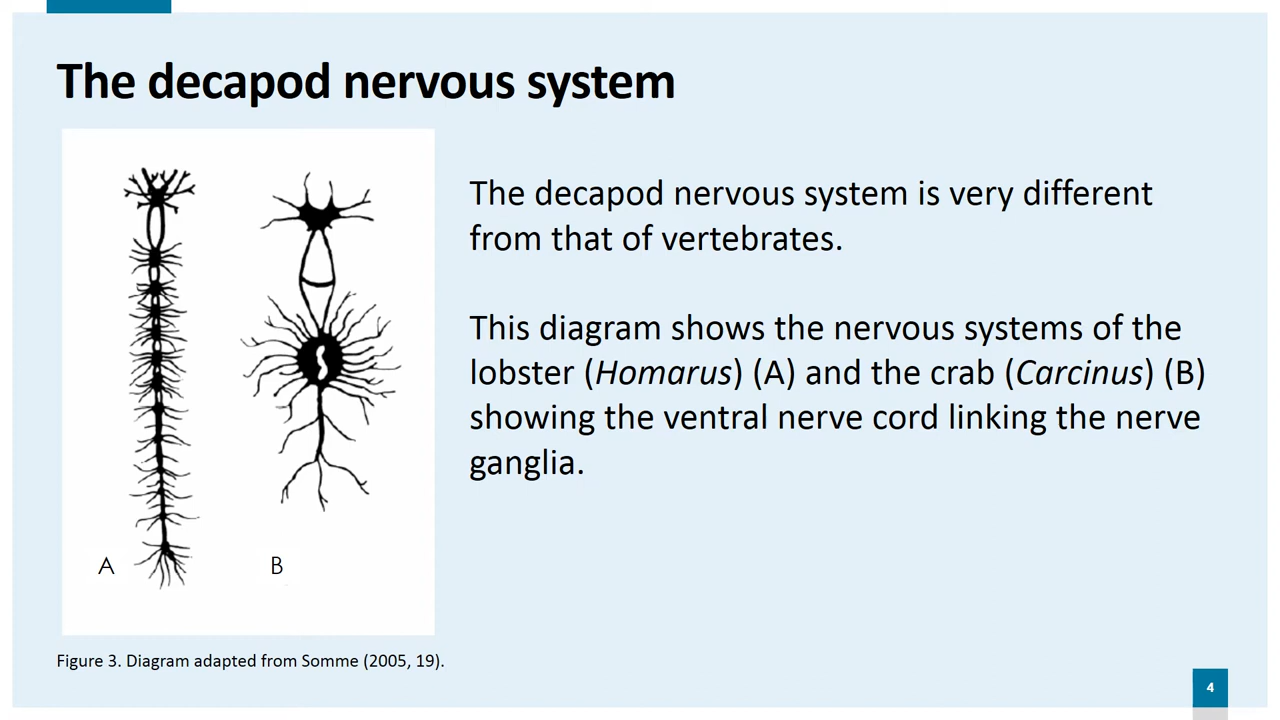 The decapod nervous system
A
B
Figure 3. Diagram adapted from Somme (2005, 19).
The decapod nervous system is very different
from that of vertebrates.
This diagram shows the nervous systems of the
lobster (Homarus) (A) and the crab (Carcinus) (B)
showing the ventral nerve cord linking the nerve
ganglia.
4